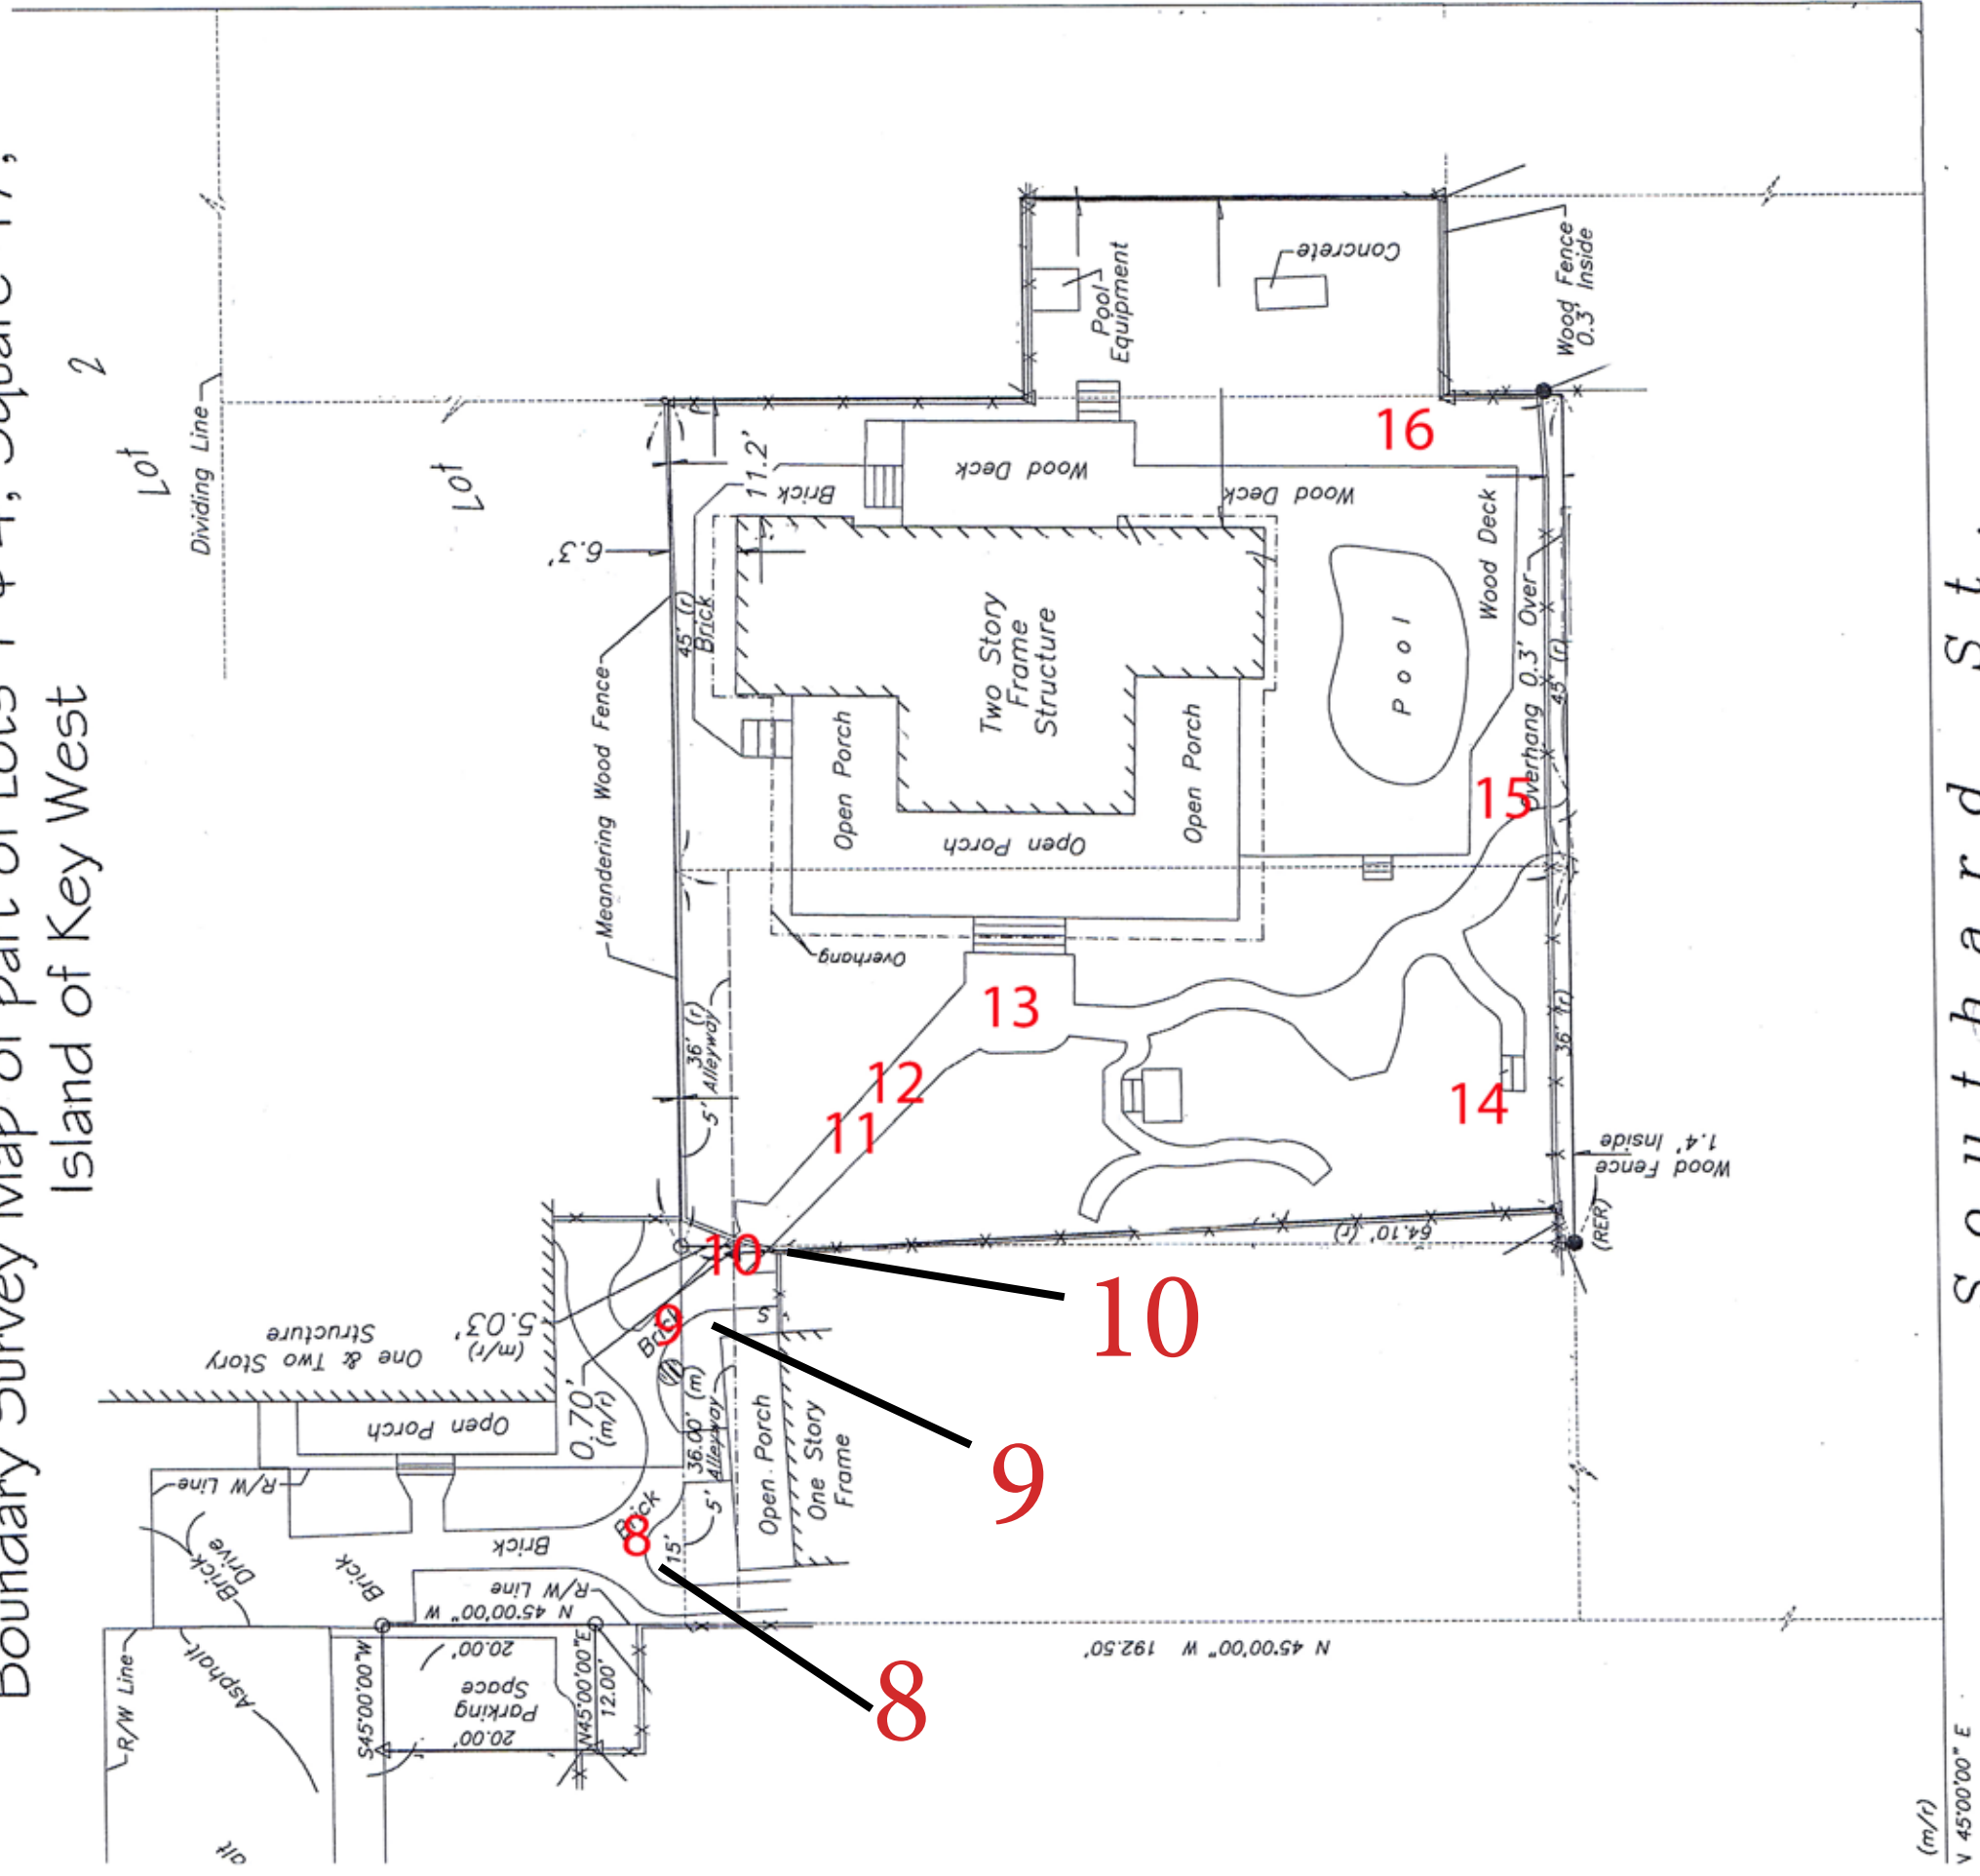 Boundary Survey Map of part of Lots 1 & 4, Square 47,
Island of Key West
Lot 2
Dividing Line
Lot
Pool
Equipment
Concrete
Wood Fence
0.3' Inside
16
11.2'
Brick
Wood Deck
Wood Deck
Wood Deck
6.3'
45' (r)
Brick
Meandering Wood Fence
Two Story
Frame
Structure
Pool
Overhang 0.3' Over
45' (r)
15
Open Porch
Open Porch
Open Porch
Overhang
13
36' (r)
Alleyway
5'
12
11
14
36' (r)
Wood Fence
1.4' Inside
(RER)
64.10' (r)
10
10
One & Two Story
Structure
5.03'
(m/r)
9
Brick
S
0.70'
(m/r)
Open Porch
36.00' (m)
Alleyway
Open Porch
One Story
Frame
9
R/W Line
Brick
Drive
Brick
Brick
Brick
8
15'
5'
R/W Line
N 45°00'00" W
N 45°00'00" W 192.50'
R/W Line
Asphalt
S45°00'00"W
20.00'
Parking
Space
20.00'
N45°00'00"E
12.00'
8
Southard St.
(m/r)
45°00'00" E